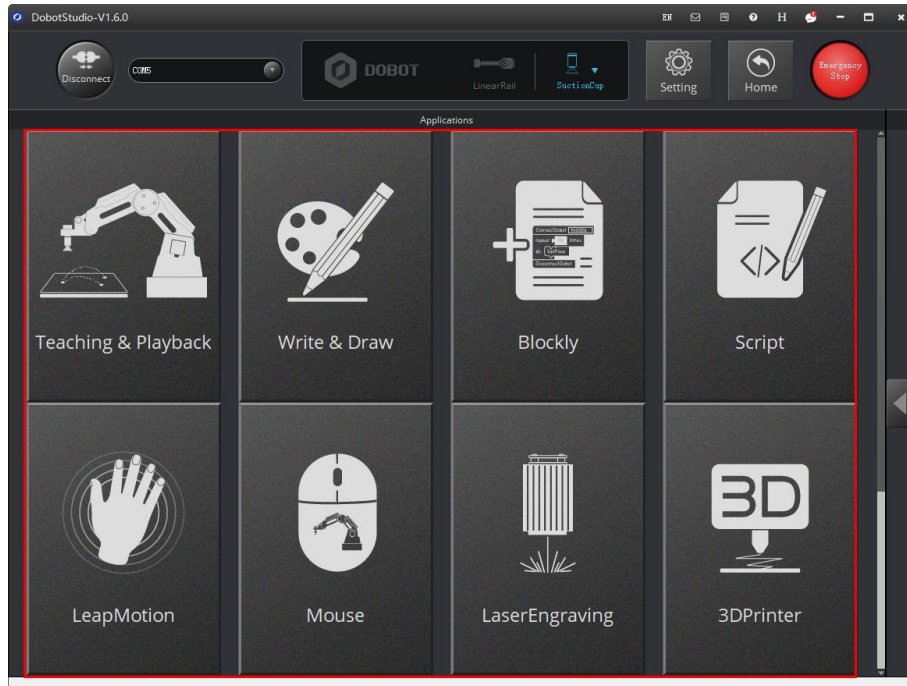 DobotStudio-V1.6.0
EN
H
Disconnect
COM5
DOBOT
LinearRail
SuctionCup
Setting
Home
Emergency
Stop
Applications
Teaching & Playback
Write & Draw
Blockly
Script
LeapMotion
Mouse
LaserEngraving
3D
3DPrinter